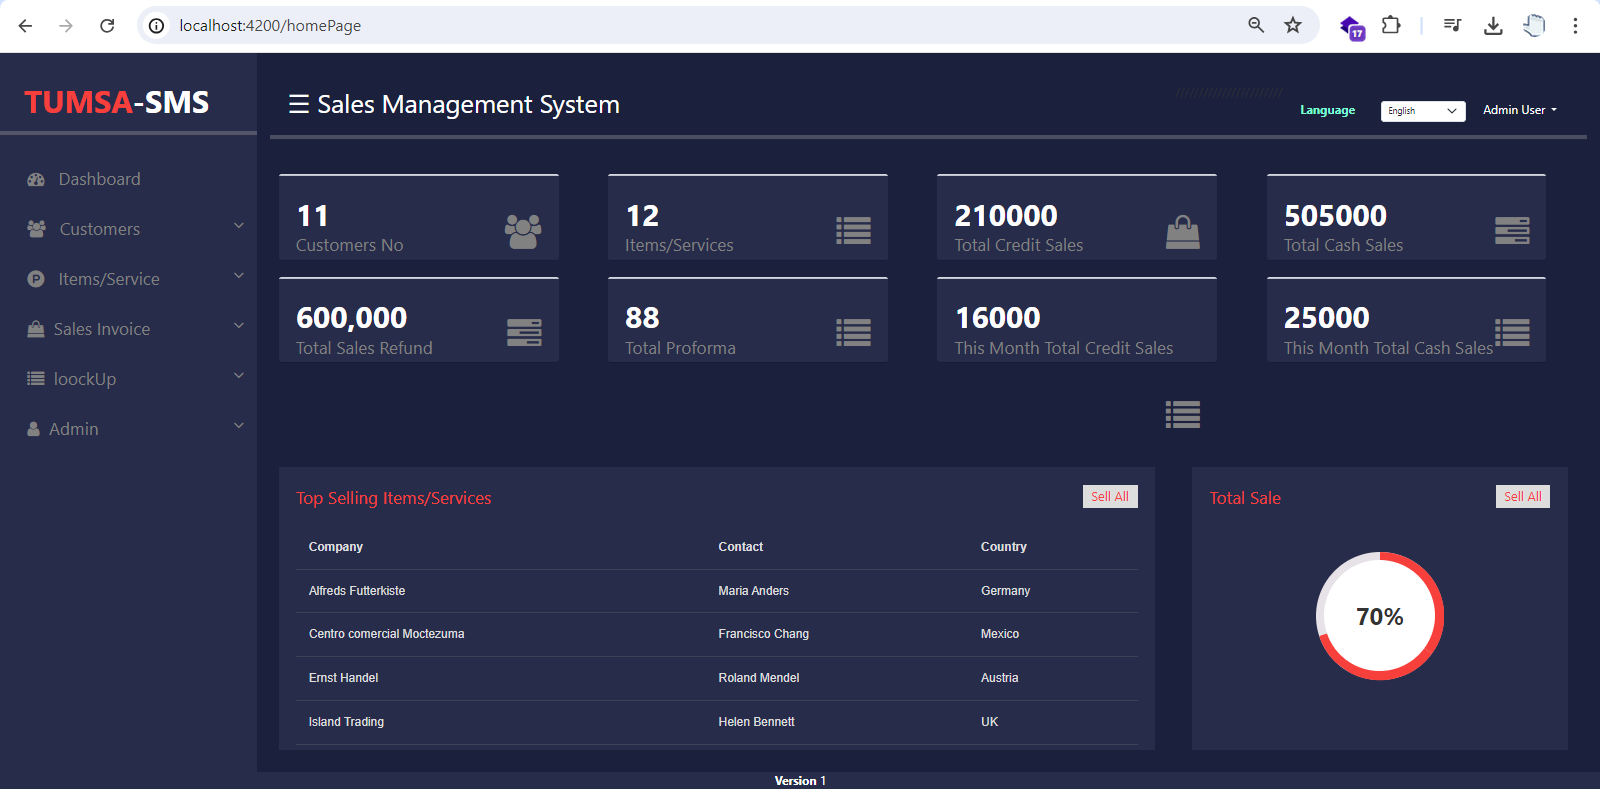 localhost:4200/homePage
17
TUMSA-SMS
☰ Sales Management System
////////////////////////
Language
English
Admin User
Dashboard
Customers
Items/Service
Sales Invoice
loockUp
Admin
11
Customers No
12
Items/Services
210000
Total Credit Sales
505000
Total Cash Sales
600,000
Total Sales Refund
88
Total Proforma
16000
This Month Total Credit Sales
25000
This Month Total Cash Sales
Top Selling Items/Services
Sell All
Company Contact Country
Alfreds Futterkiste Maria Anders Germany
Centro comercial Moctezuma Francisco Chang Mexico
Ernst Handel Roland Mendel Austria
Island Trading Helen Bennett UK
Total Sale
Sell All
70%
Version 1